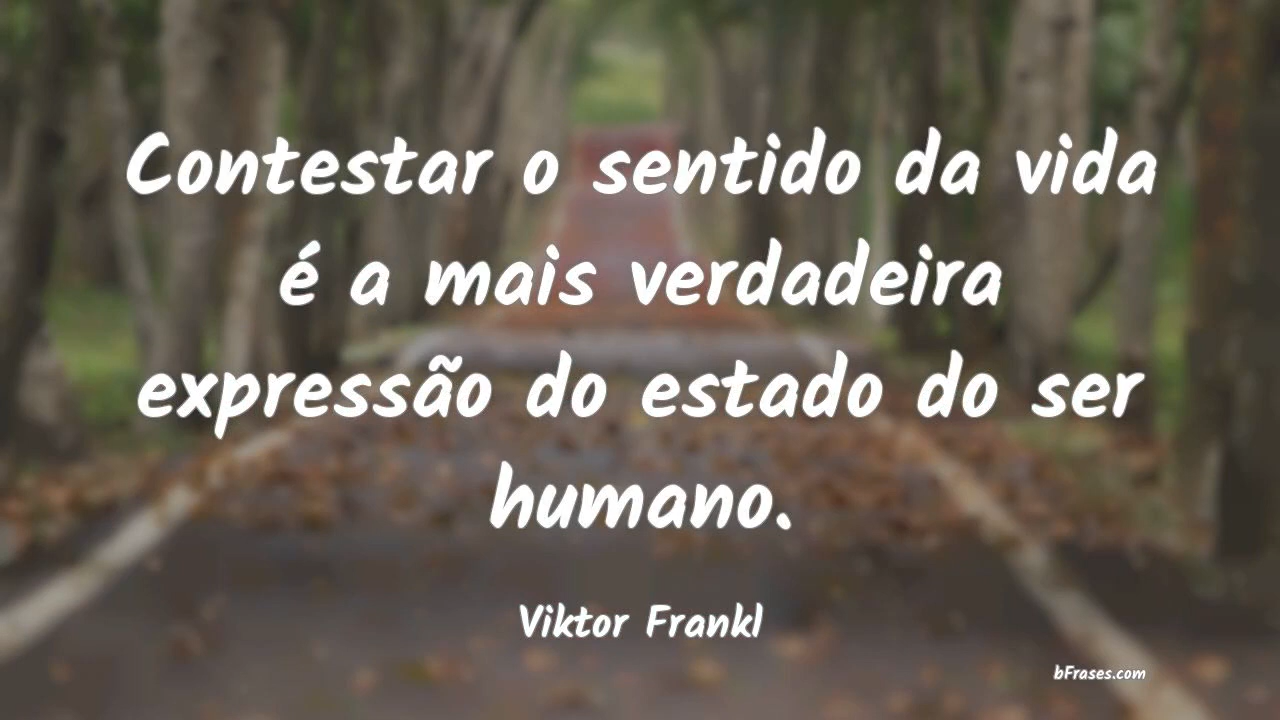 Contestar o sentido da vida
é a mais verdadeira
expressão do estado do ser
humano.
Viktor Frankl
bFrases.com